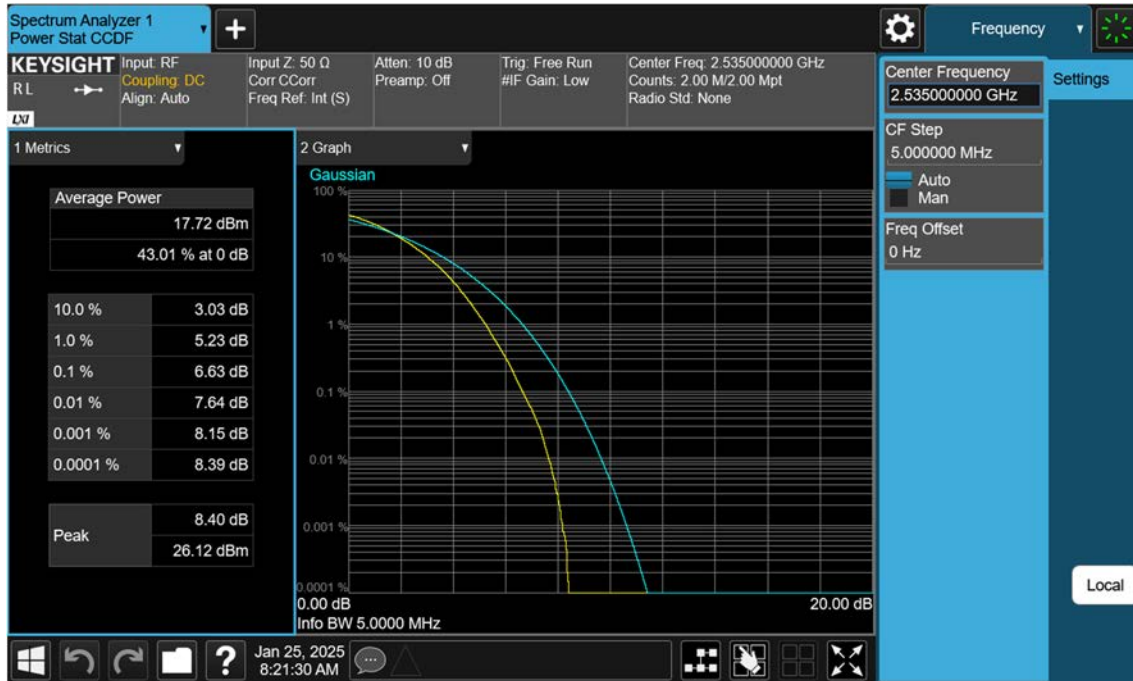 Spectrum Analyzer 1
Power Stat CCDF
Frequency
KEYSIGHT
RL
LXI
Input: RF
Coupling: DC
Align: Auto
Input Z: 50 Ω
Corr CCorr
Freq Ref: Int (S)
Atten: 10 dB
Preamp: Off
Trig: Free Run
#IF Gain: Low
Center Freq: 2.535000000 GHz
Counts: 2.00 M/2.00 Mpt
Radio Std: None
Center Frequency
2.535000000 GHz
Settings
CF Step
5.000000 MHz
Auto
Man
Freq Offset
0 Hz
Local
1 Metrics
Average Power
17.72 dBm
43.01 % at 0 dB
10.0 % 3.03 dB
1.0 % 5.23 dB
0.1 % 6.63 dB
0.01 % 7.64 dB
0.001 % 8.15 dB
0.0001 % 8.39 dB
Peak
8.40 dB
26.12 dBm
2 Graph
Gaussian
100 %
10 %
1 %
0.1 %
0.01 %
0.001 %
0.0001 %
0.00 dB 20.00 dB
Info BW 5.0000 MHz
?
Jan 25, 2025
8:21:30 AM